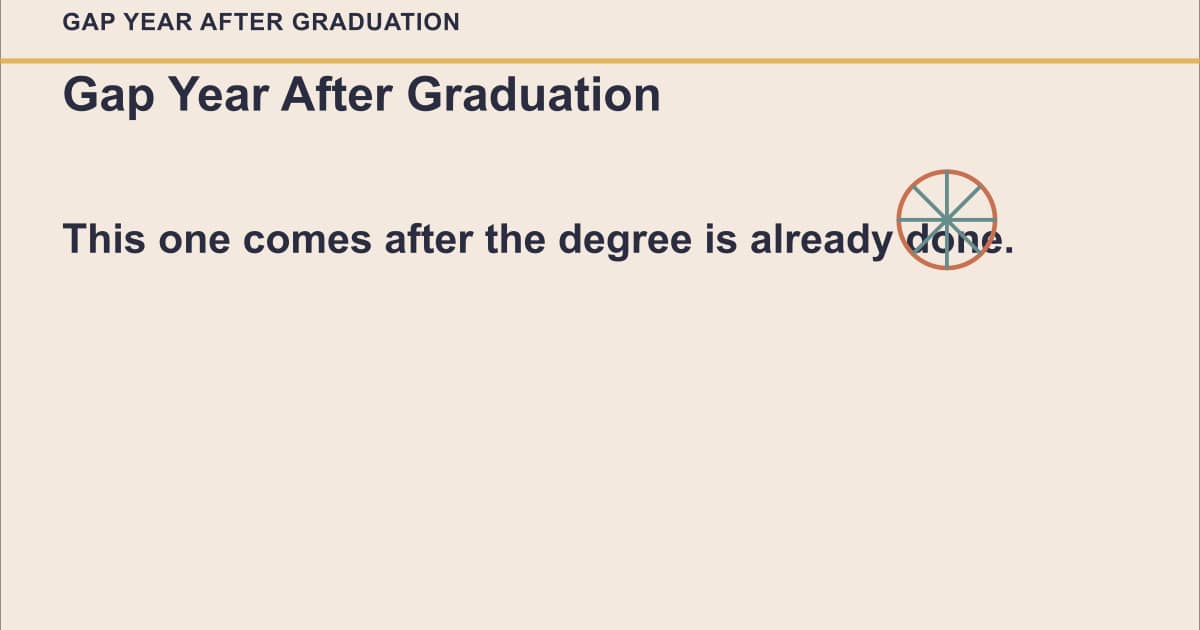 GAP YEAR AFTER GRADUATION
Gap Year After Graduation
This one comes after the degree is already done.